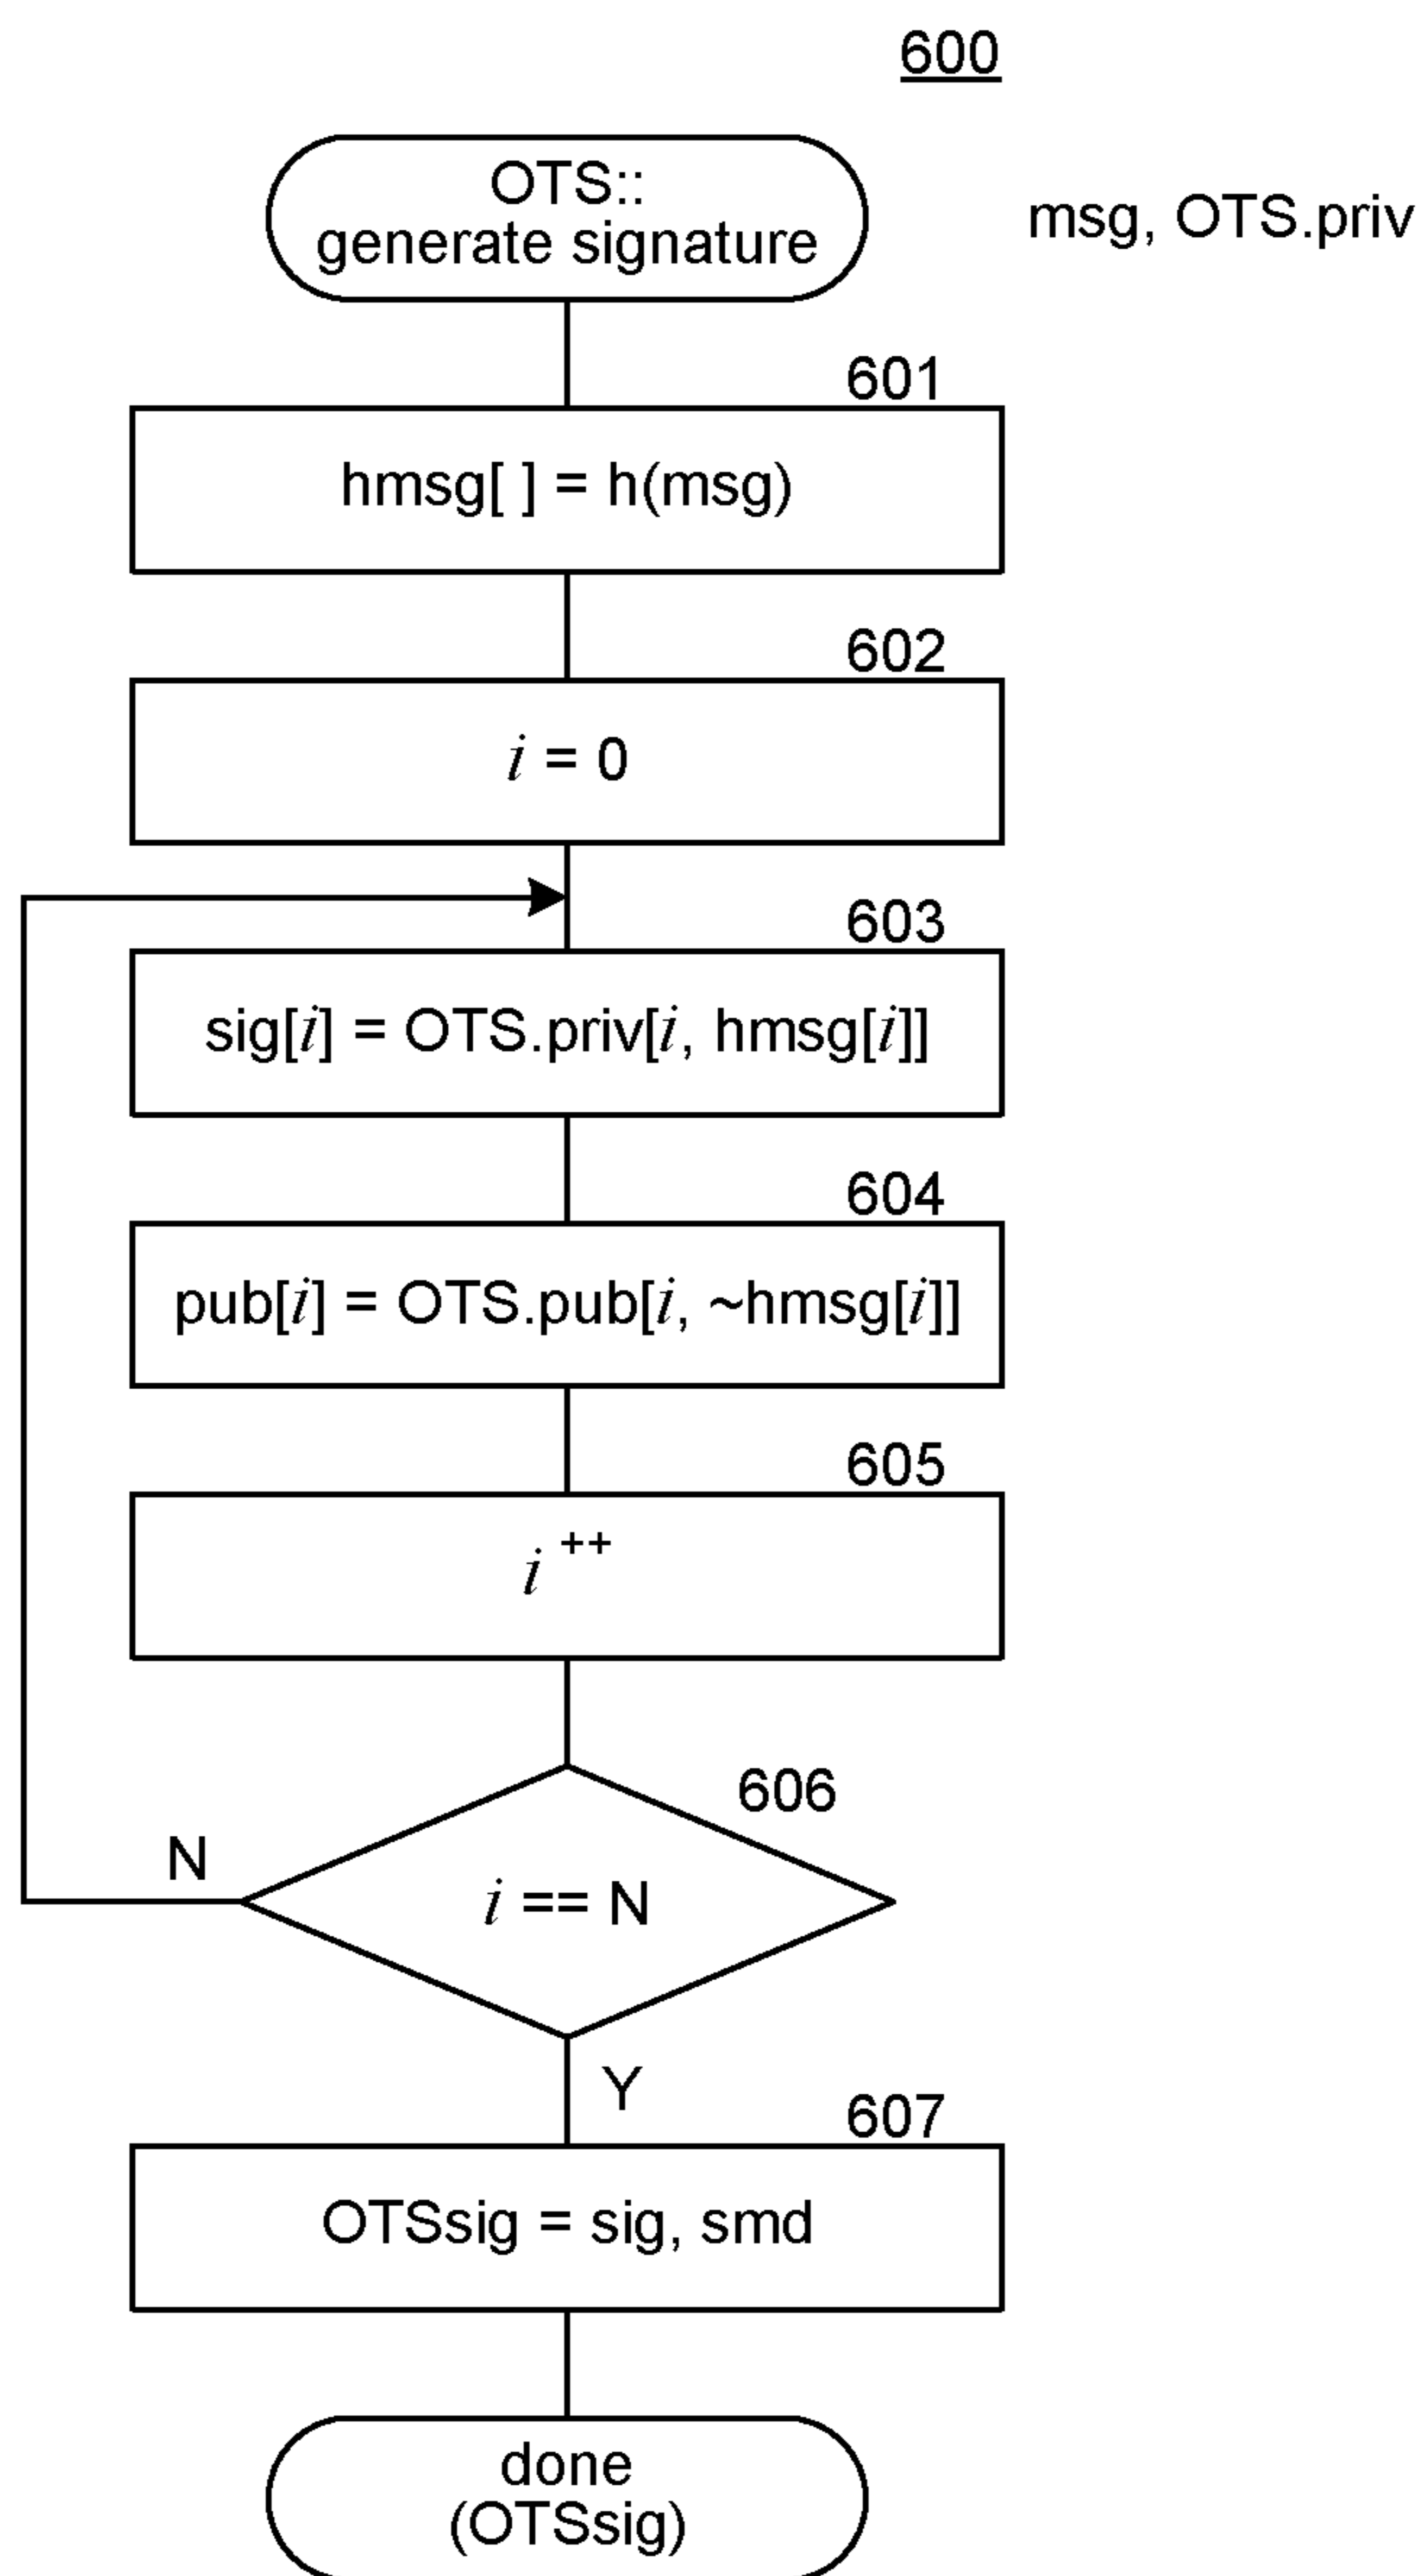 600
OTS::
generate signature
msg, OTS.priv
601
hmsg[ ] = h(msg)
602
i = 0
603
sig[i] = OTS.priv[i, hmsg[i]]
604
pub[i] = OTS.pub[i, ~hmsg[i]]
605
i ++
606
N
i == N
Y
607
OTSsig = sig, smd
done
(OTSsig)